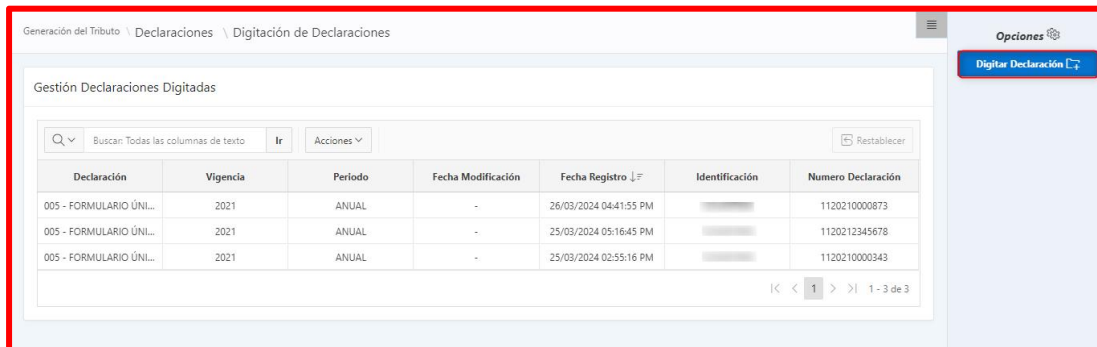 Generación del Tributo \ Declaraciones \ Digitación de Declaraciones
Opciones
Digitar Declaración
Gestión Declaraciones Digitadas
Buscar: Todas las columnas de texto Ir Acciones Restablecer
Declaración Vigencia Periodo Fecha Modificación Fecha Registro Identificación Numero Declaración
005 - FORMULARIO ÚNI... 2021 ANUAL - 26/03/2024 04:41:55 PM 1120210000873
005 - FORMULARIO ÚNI... 2021 ANUAL - 25/03/2024 05:16:45 PM 1120212345678
005 - FORMULARIO ÚNI... 2021 ANUAL - 25/03/2024 02:55:16 PM 1120210000343
1 1 - 3 de 3